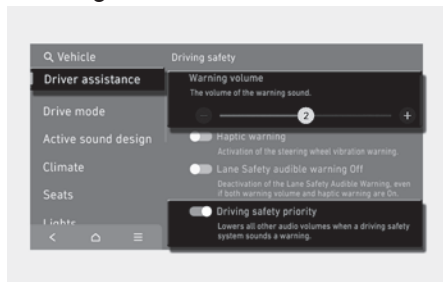 Vehicle
Driving safety
Driver assistance
Warning volume
The volume of the warning sound.
2
Drive mode
Haptic warning
Activation of the steering wheel vibration warning.
Active sound design
Lane Safety audible warning Off
Deactivation of the Lane Safety Audible Warning, even
if both warning volume and haptic warning are On.
Climate
Seats
Driving safety priority
Lowers all other audio volumes when a driving safety
system sounds a warning.
Lights